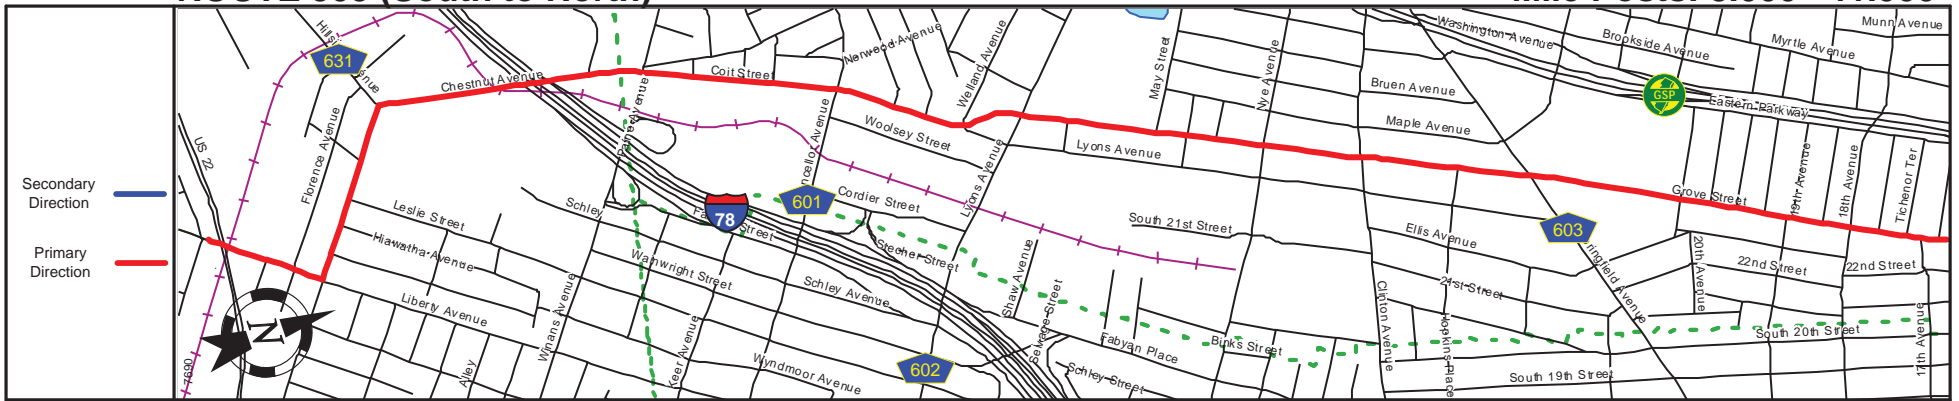 Secondary
Direction
Primary
Direction
US 22
631
Chestnut Avenue
Florence Avenue
Leslie Street
Hiawatha Avenue
Liberty Avenue
7690
N
Alley
Winans Avenue
Schley
Wainwright Street
Schley Avenue
Keer Avenue
Wyndmoor Avenue
78
Street
601
602
Coit Street
Norwood Avenue
Welland Avenue
Woolsey Street
Cordier Street
Stecher Street
Lyons Avenue
Lyons Avenue
Shaw Avenue
Schley Street
Fabyan Place
Binks Street
South 21st Street
May Street
Nye Avenue
Bruen Avenue
Maple Avenue
Ellis Avenue
21st Street
Clinton Avenue
Hopkins Place
603
Washington Avenue
Brookside Avenue
Myrtle Avenue
Munn Avenue
GSP
Eastern Parkway
Grove Street
19th Avenue
18th Avenue
Tichenor Ter
20th Avenue
22nd Street
22nd Street
South 20th Street
South 19th Street
17th Avenue